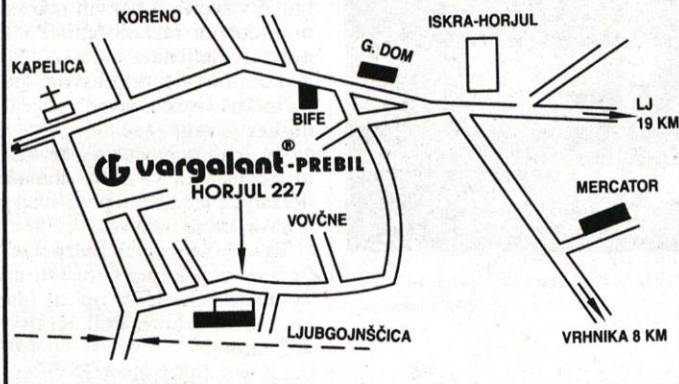 KORENO
ISKRA-HORJUL
G. DOM
KAPELICA
BIFE
LJ
19 KM
vargalant®-PREBIL
HORJUL 227
MERCATOR
VOVČNE
LJUBGOJNŠČICA
VRHNIKA 8 KM